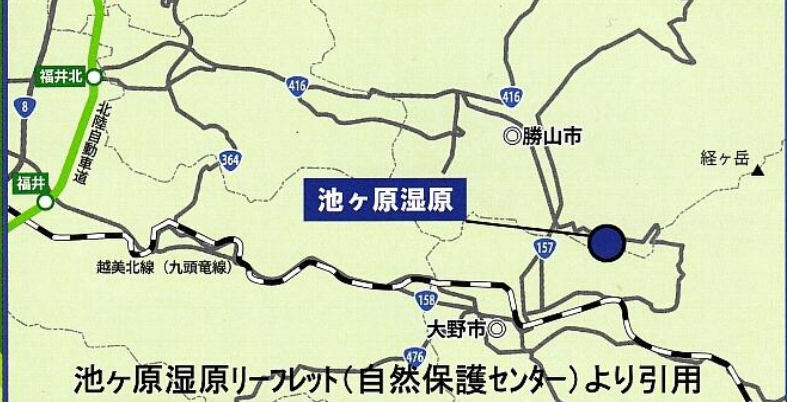 福井北
416
416
8
北陸自動車道
◎勝山市
364
経ヶ岳
福井
池ヶ原湿原
157
越美北線（九頭竜線）
158
大野市◎
476
池ヶ原湿原リーフレット（自然保護センター）より引用